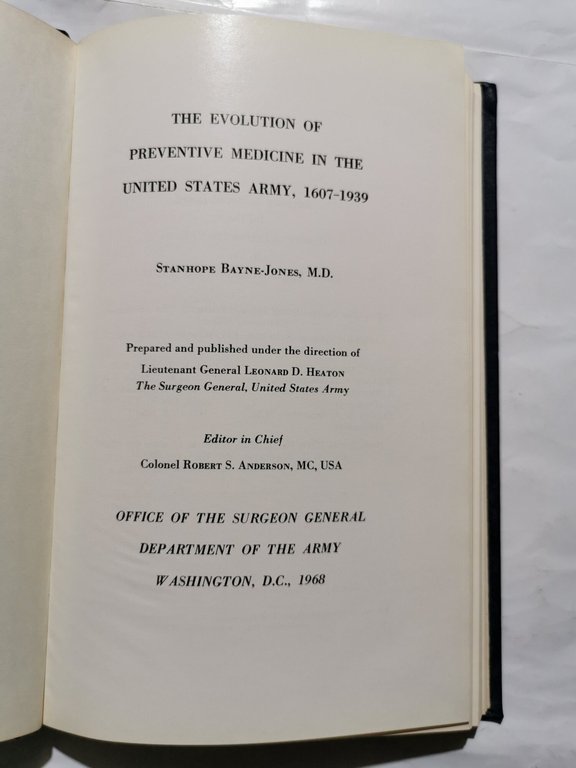 THE EVOLUTION OF
PREVENTIVE MEDICINE IN THE
UNITED STATES ARMY, 1607-1939
STANHOPE BAYNE-JONES, M.D.
Prepared and published under the direction of
Lieutenant General LEONARD D. HEATON
The Surgeon General, United States Army
Editor in Chief
Colonel ROBERT S. ANDERSON, MC, USA
OFFICE OF THE SURGEON GENERAL
DEPARTMENT OF THE ARMY
WASHINGTON, D.C., 1968